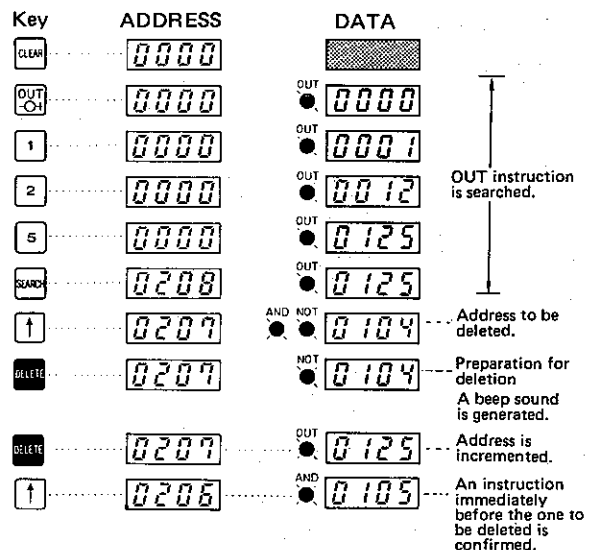 Key ADDRESS DATA
CLEAR 0000
OUT 0000 OUT 0000
1 0000 OUT 0001
2 0000 OUT 0012
5 0000 OUT 0125
SEARCH 0208 OUT 0125
OUT instruction
is searched.
↑ 0207 AND NOT 0104
Address to be
deleted.
DELETE 0207 NOT 0104
Preparation for
deletion
A beep sound
is generated.
DELETE 0207 OUT 0125
Address is
incremented.
↑ 0206 AND 0105
An instruction
immediately
before the one to
be deleted is
confirmed.